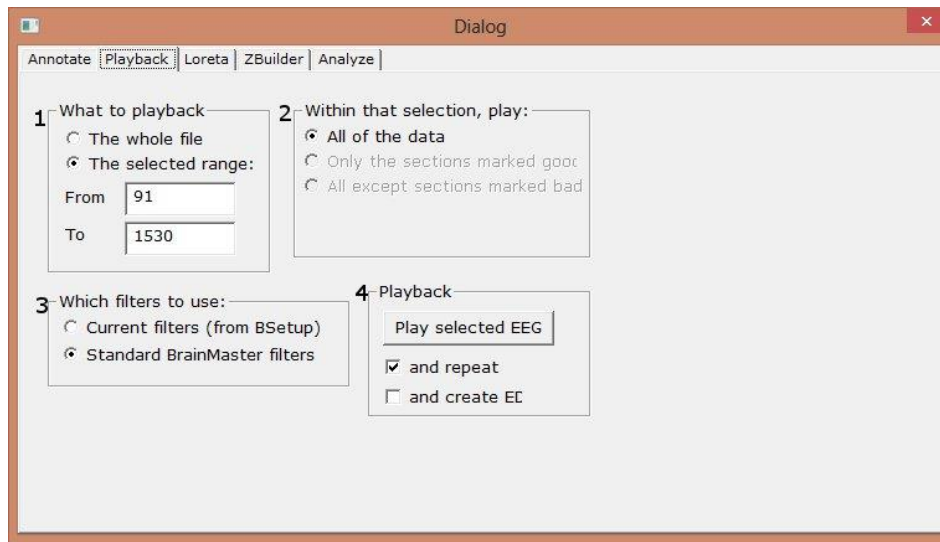 Dialog
Annotate Playback Loreta ZBuilder Analyze
1 What to playback
The whole file
The selected range:
From 91
To 1530
2 Within that selection, play:
All of the data
Only the sections marked good
All except sections marked bad
3 Which filters to use:
Current filters (from BSetup)
Standard BrainMaster filters
4 Playback
Play selected EEG
and repeat
and create